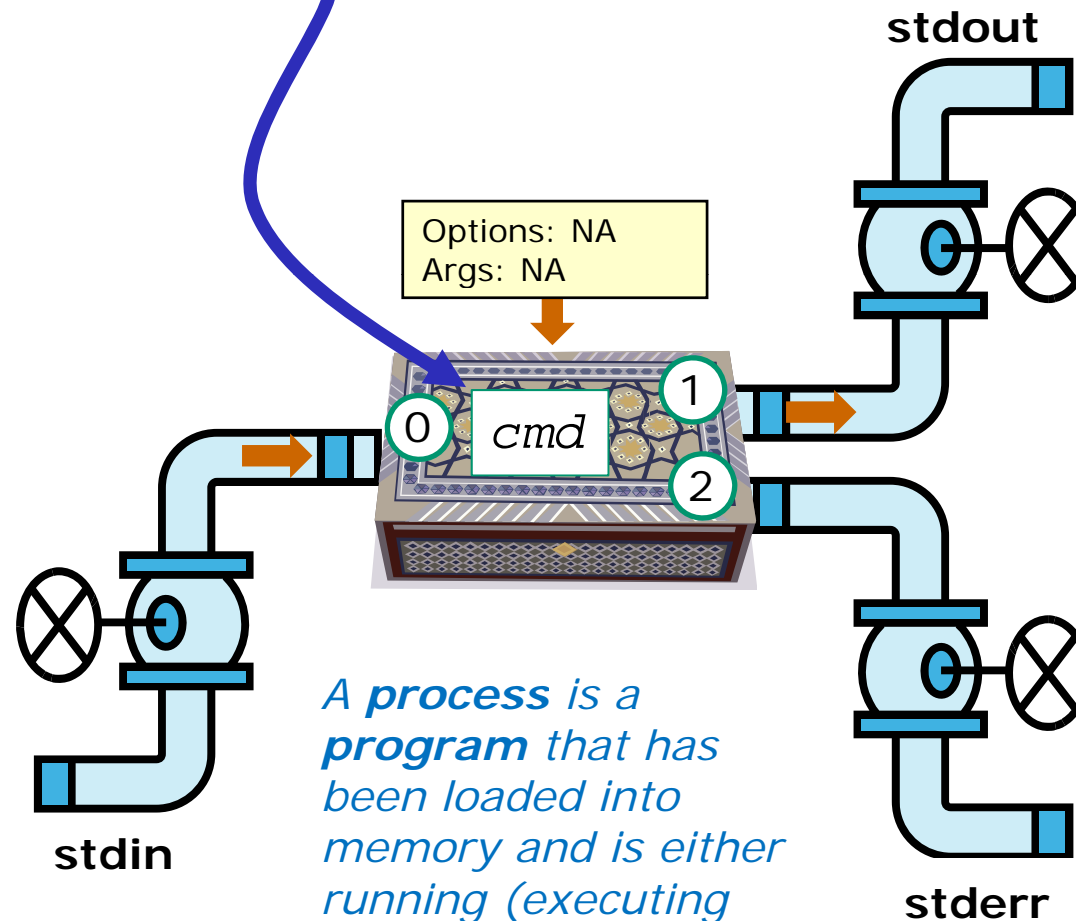 stdout
Options: NA
Args: NA
0
1
cmd
2
A process is a
program that has
been loaded into
memory and is either
running (executing
stdin
stderr